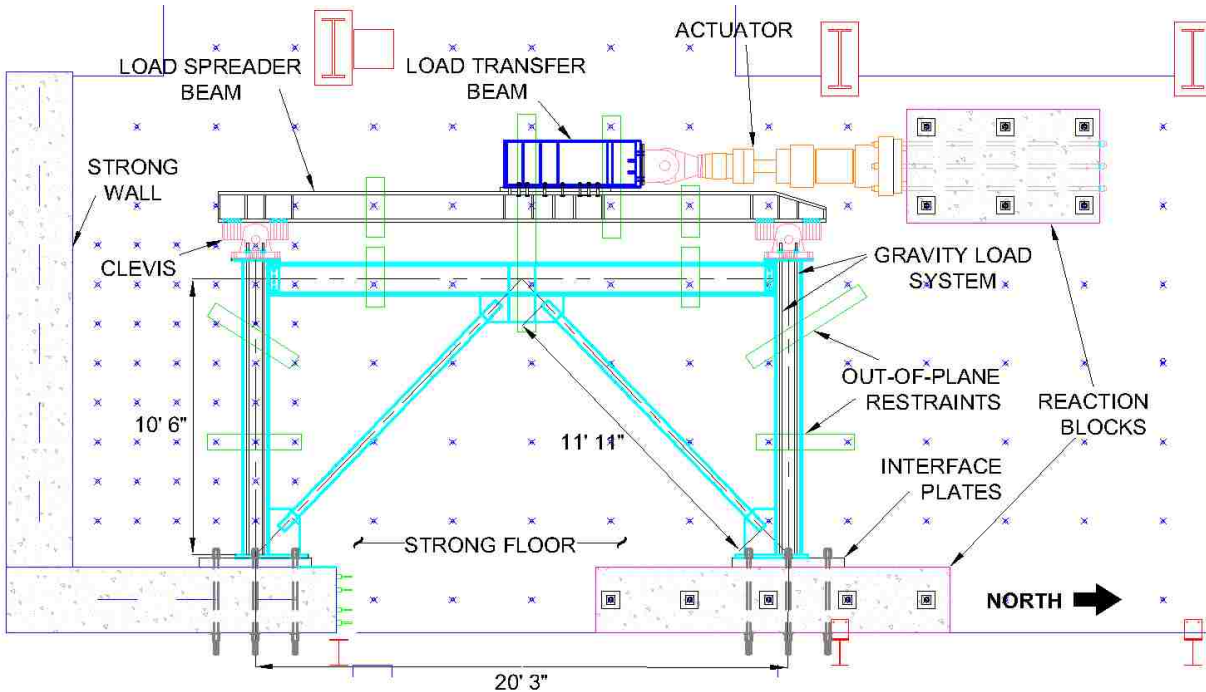 ACTUATOR
LOAD SPREADER
BEAM
LOAD TRANSFER
BEAM
STRONG
WALL
CLEVIS
GRAVITY LOAD
SYSTEM
OUT-OF-PLANE
RESTRAINTS
REACTION
BLOCKS
10' 6"
11' 11"
INTERFACE
PLATES
STRONG FLOOR
NORTH
20' 3"